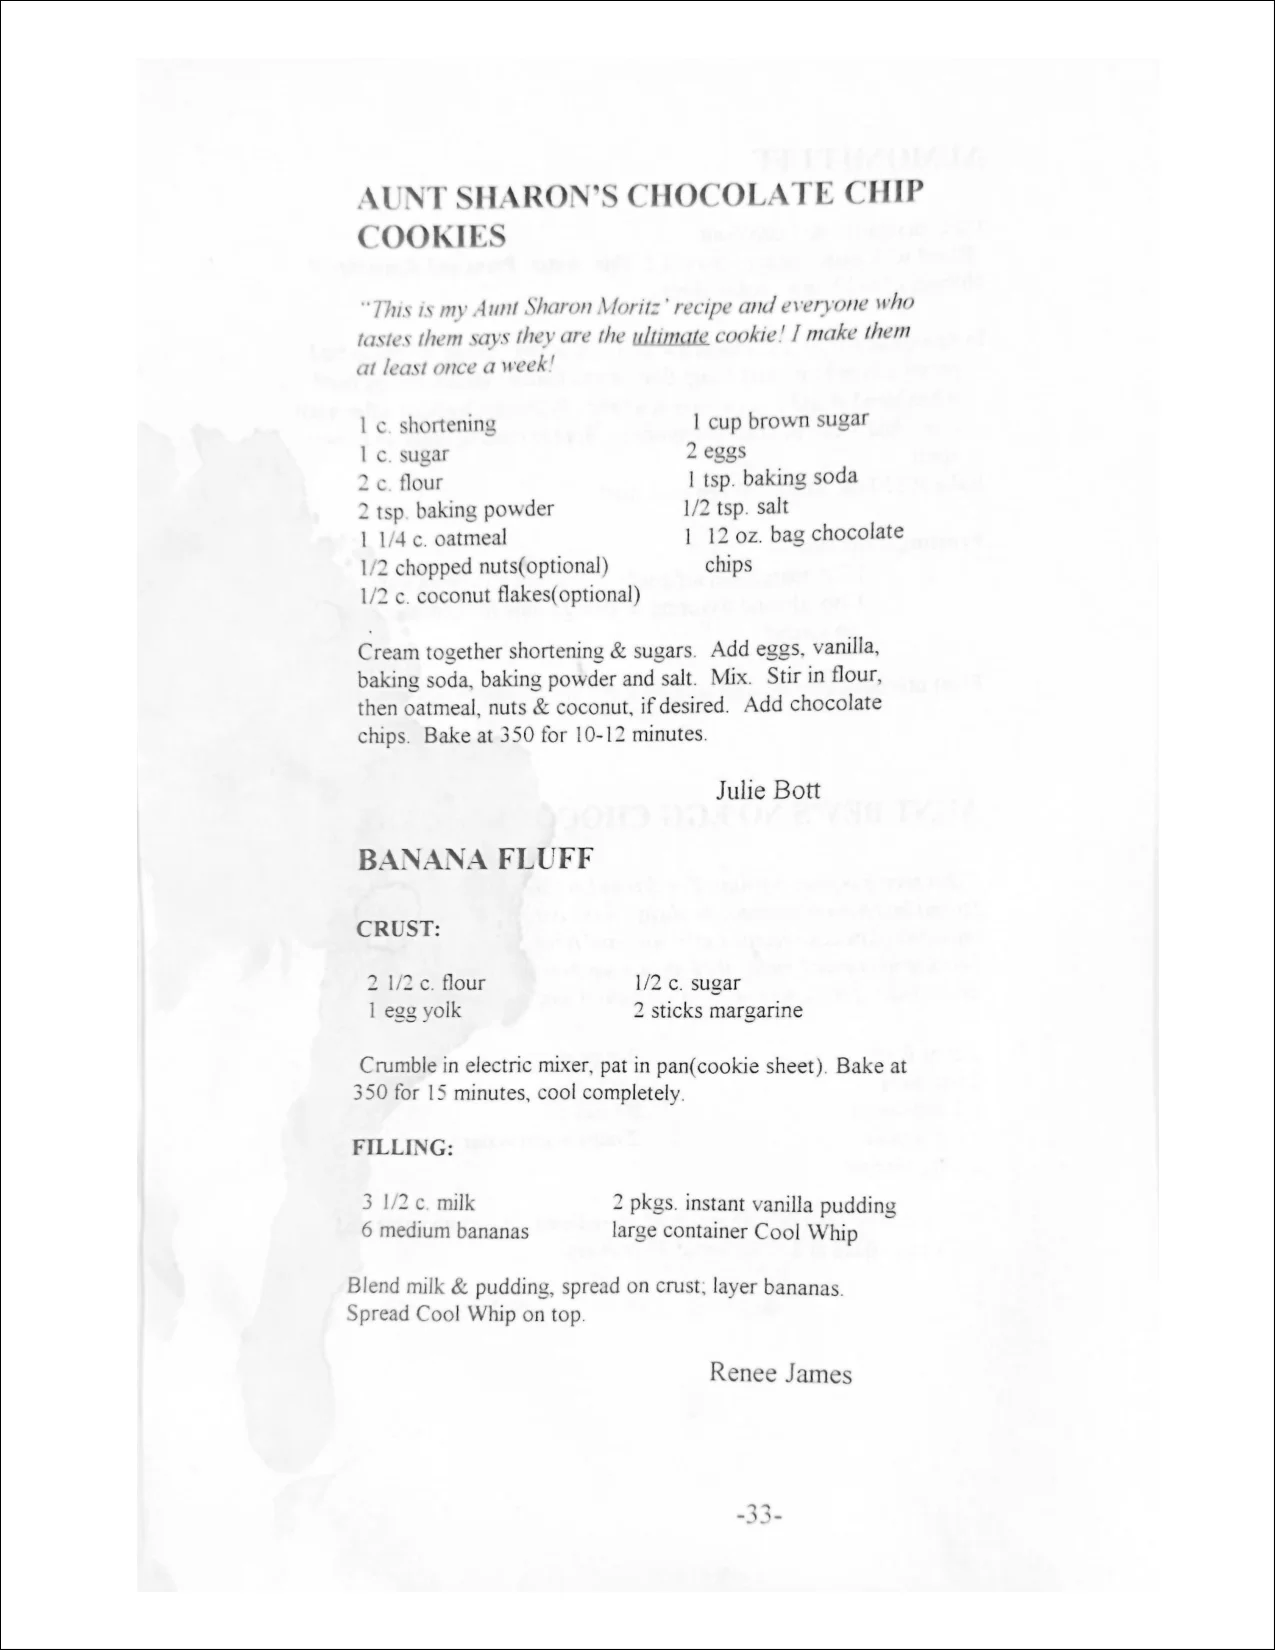 AUNT SHARON'S CHOCOLATE CHIP
COOKIES
"This is my Aunt Sharon Moritz' recipe and everyone who
tastes them says they are the ultimate cookie! I make them
at least once a week!
1 c. shortening 1 cup brown sugar
1 c. sugar 2 eggs
2 c. flour 1 tsp. baking soda
2 tsp. baking powder 1/2 tsp. salt
1 1/4 c. oatmeal 1 12 oz. bag chocolate
1/2 chopped nuts(optional) chips
1/2 c. coconut flakes(optional)
Cream together shortening & sugars. Add eggs, vanilla,
baking soda, baking powder and salt. Mix. Stir in flour,
then oatmeal, nuts & coconut, if desired. Add chocolate
chips. Bake at 350 for 10-12 minutes.
Julie Bott
BANANA FLUFF
CRUST:
2 1/2 c. flour 1/2 c. sugar
1 egg yolk 2 sticks margarine
Crumble in electric mixer, pat in pan(cookie sheet). Bake at
350 for 15 minutes, cool completely.
FILLING:
3 1/2 c. milk 2 pkgs. instant vanilla pudding
6 medium bananas large container Cool Whip
Blend milk & pudding, spread on crust; layer bananas.
Spread Cool Whip on top.
Renee James
-33-